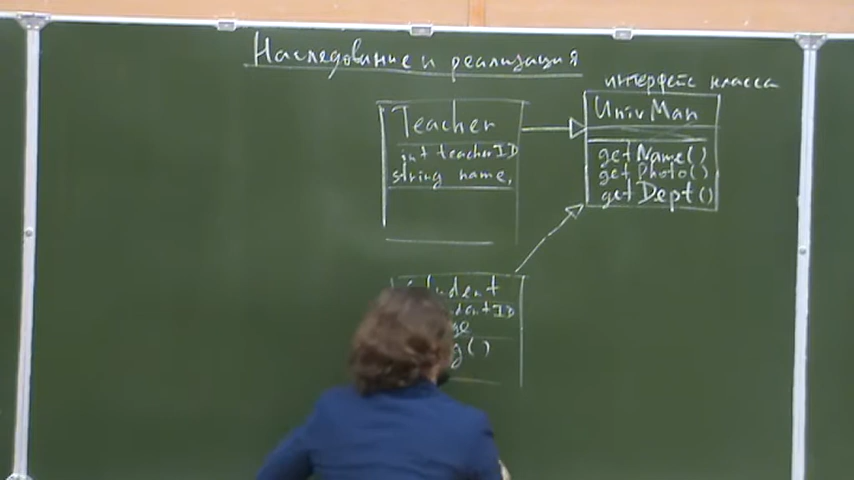 Наследование и реализация
интерфейс класса
Teacher
int teacherID
string name,
UnivMan
getName()
getPhoto()
getDept()